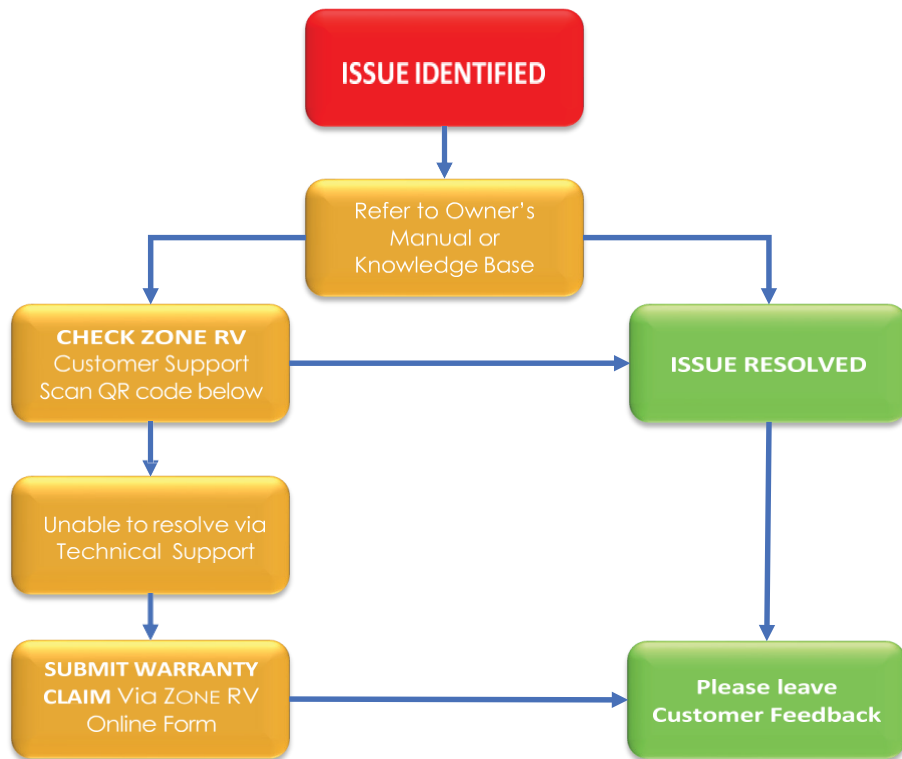 ISSUE IDENTIFIED
Refer to Owner's
Manual or
Knowledge Base
CHECK ZONE RV
Customer Support
Scan QR code below
ISSUE RESOLVED
Unable to resolve via
Technical Support
SUBMIT WARRANTY
CLAIM Via ZONE RV
Online Form
Please leave
Customer Feedback